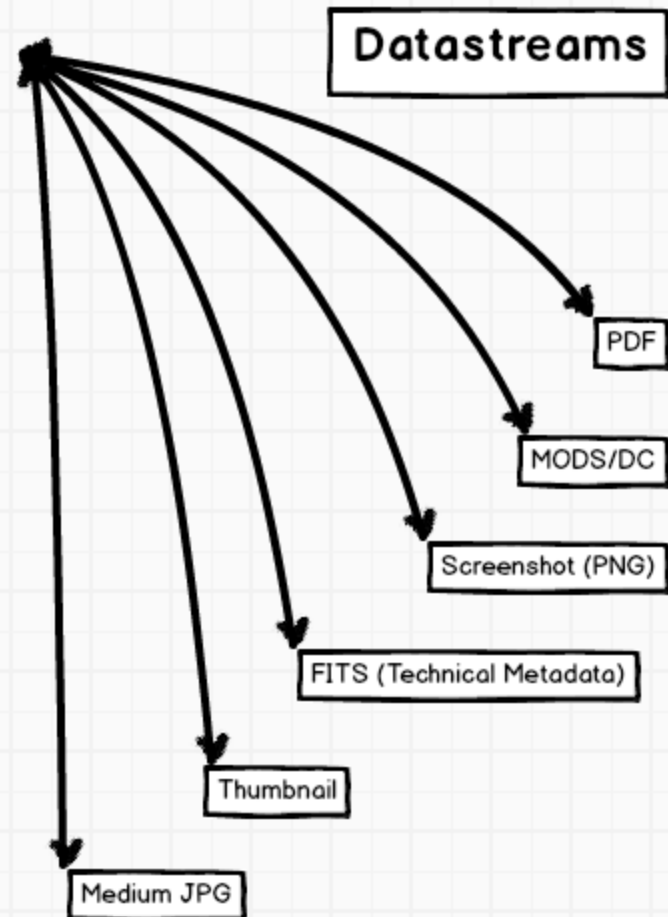 Datastreams
PDF
MODS/DC
Screenshot (PNG)
FITS (Technical Metadata)
Thumbnail
Medium JPG